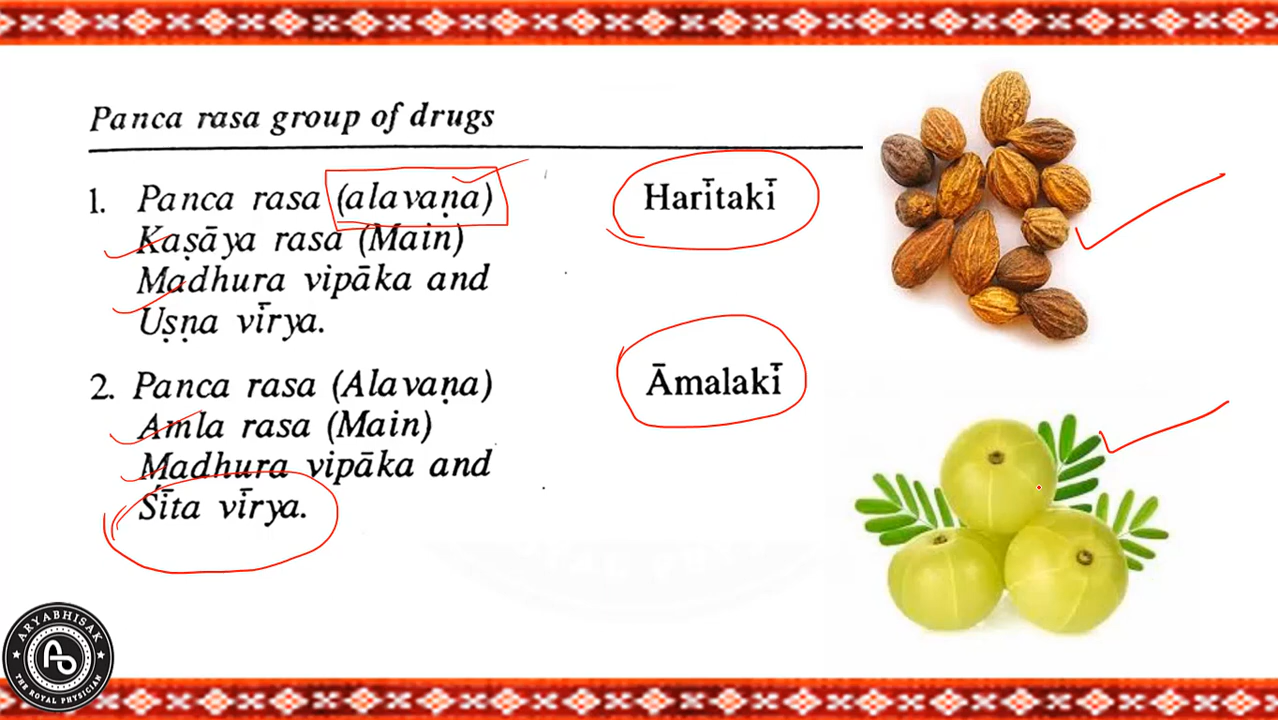 Panca rasa group of drugs
1. Panca rasa (alavaṇa) Harītakī
Kaṣāya rasa (Main)
Madhura vipāka and
Uṣṇa vīrya.
2. Panca rasa (Alavaṇa) Āmalakī
Amla rasa (Main)
Madhura vipāka and
Śīta vīrya.
ARYABHISAK
THE ROYAL PHYSICIAN